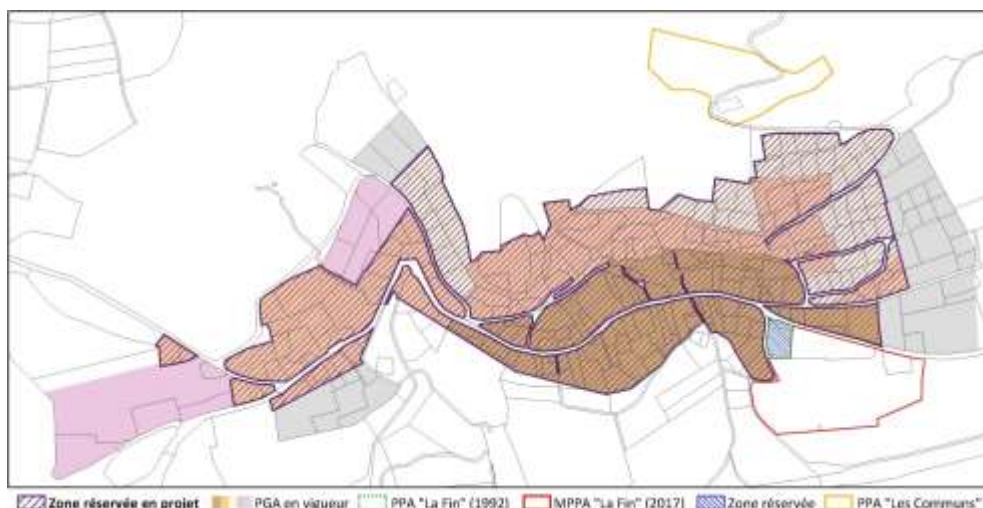 Zone réservée en projet PGA en vigueur PPA "La Fin" (1992) MPPA "La Fin" (2017) Zone réservée PPA "Les Communs"